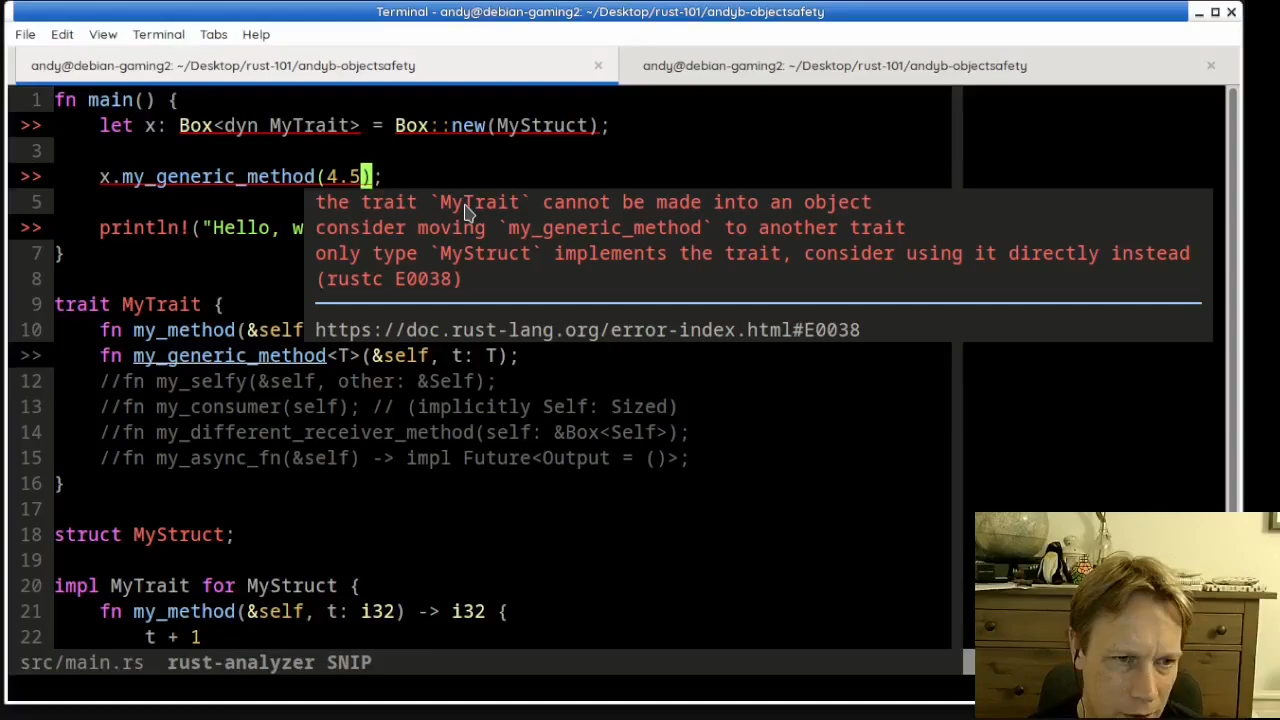 Terminal - andy@debian-gaming2: ~/Desktop/rust-101/andyb-objectsafety
File Edit View Terminal Tabs Help
andy@debian-gaming2: ~/Desktop/rust-101/andyb-objectsafety × andy@debian-gaming2: ~/Desktop/rust-101/andyb-objectsafety ×
1 fn main() {
>> let x: Box<dyn MyTrait> = Box::new(MyStruct);
3
>> x.my_generic_method(4.5);
5 the trait `MyTrait` cannot be made into an object
>> println!("Hello, w consider moving `my_generic_method` to another trait
7 } only type `MyStruct` implements the trait, consider using it directly instead
8 (rustc E0038)
9 trait MyTrait {
10 fn my_method(&self https://doc.rust-lang.org/error-index.html#E0038
>> fn my_generic_method<T>(&self, t: T);
12 //fn my_selfy(&self, other: &Self);
13 //fn my_consumer(self); // (implicitly Self: Sized)
14 //fn my_different_receiver_method(self: &Box<Self>);
15 //fn my_async_fn(&self) -> impl Future<Output = ()>;
16 }
17
18 struct MyStruct;
19
20 impl MyTrait for MyStruct {
21 fn my_method(&self, t: i32) -> i32 {
22 t + 1
src/main.rs rust-analyzer SNIP